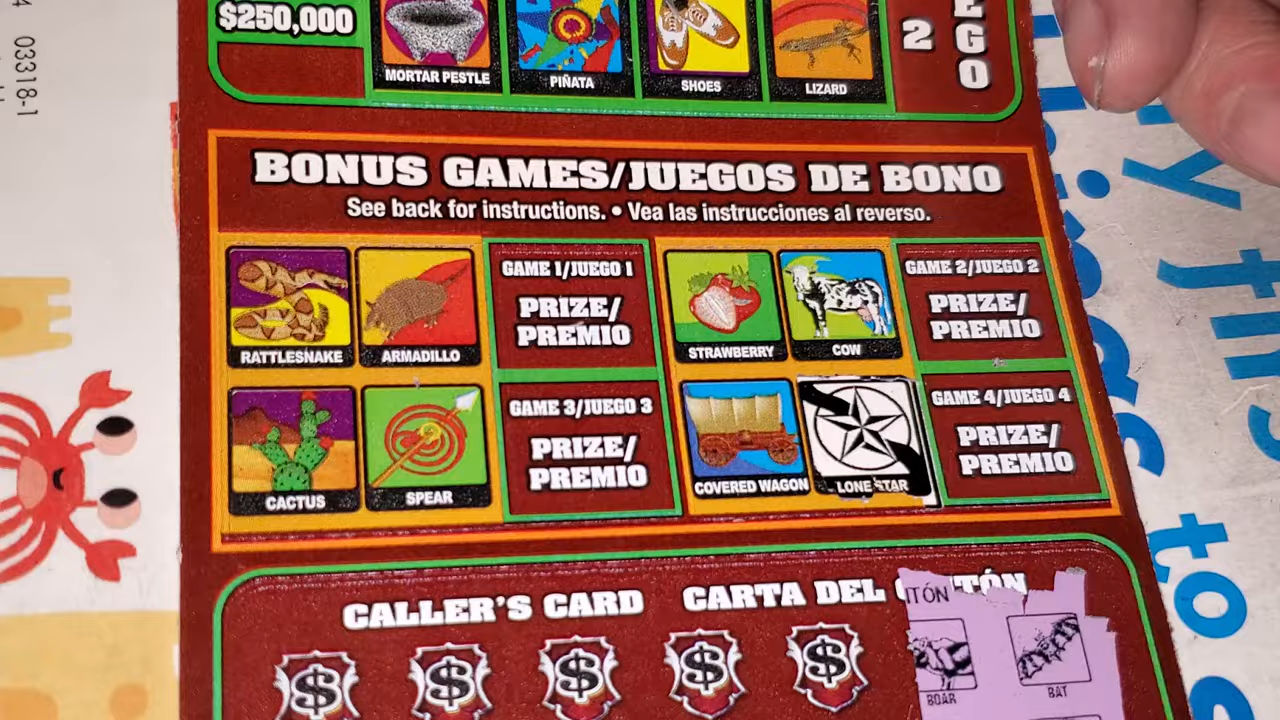 $250,000
MORTAR PESTLE
PIÑATA
SHOES
LIZARD
2
EGO
03318-1
BONUS GAMES/JUEGOS DE BONO
See back for instructions. • Vea las instrucciones al reverso.
RATTLESNAKE
ARMADILLO
GAME 1/JUEGO 1
PRIZE/
PREMIO
STRAWBERRY
COW
GAME 2/JUEGO 2
PRIZE/
PREMIO
CACTUS
SPEAR
GAME 3/JUEGO 3
PRIZE/
PREMIO
COVERED WAGON
LONE STAR
GAME 4/JUEGO 4
PRIZE/
PREMIO
CALLER'S CARD CARTA DEL
TÓN
$ $ $ $ $
BOAR
BAT
to